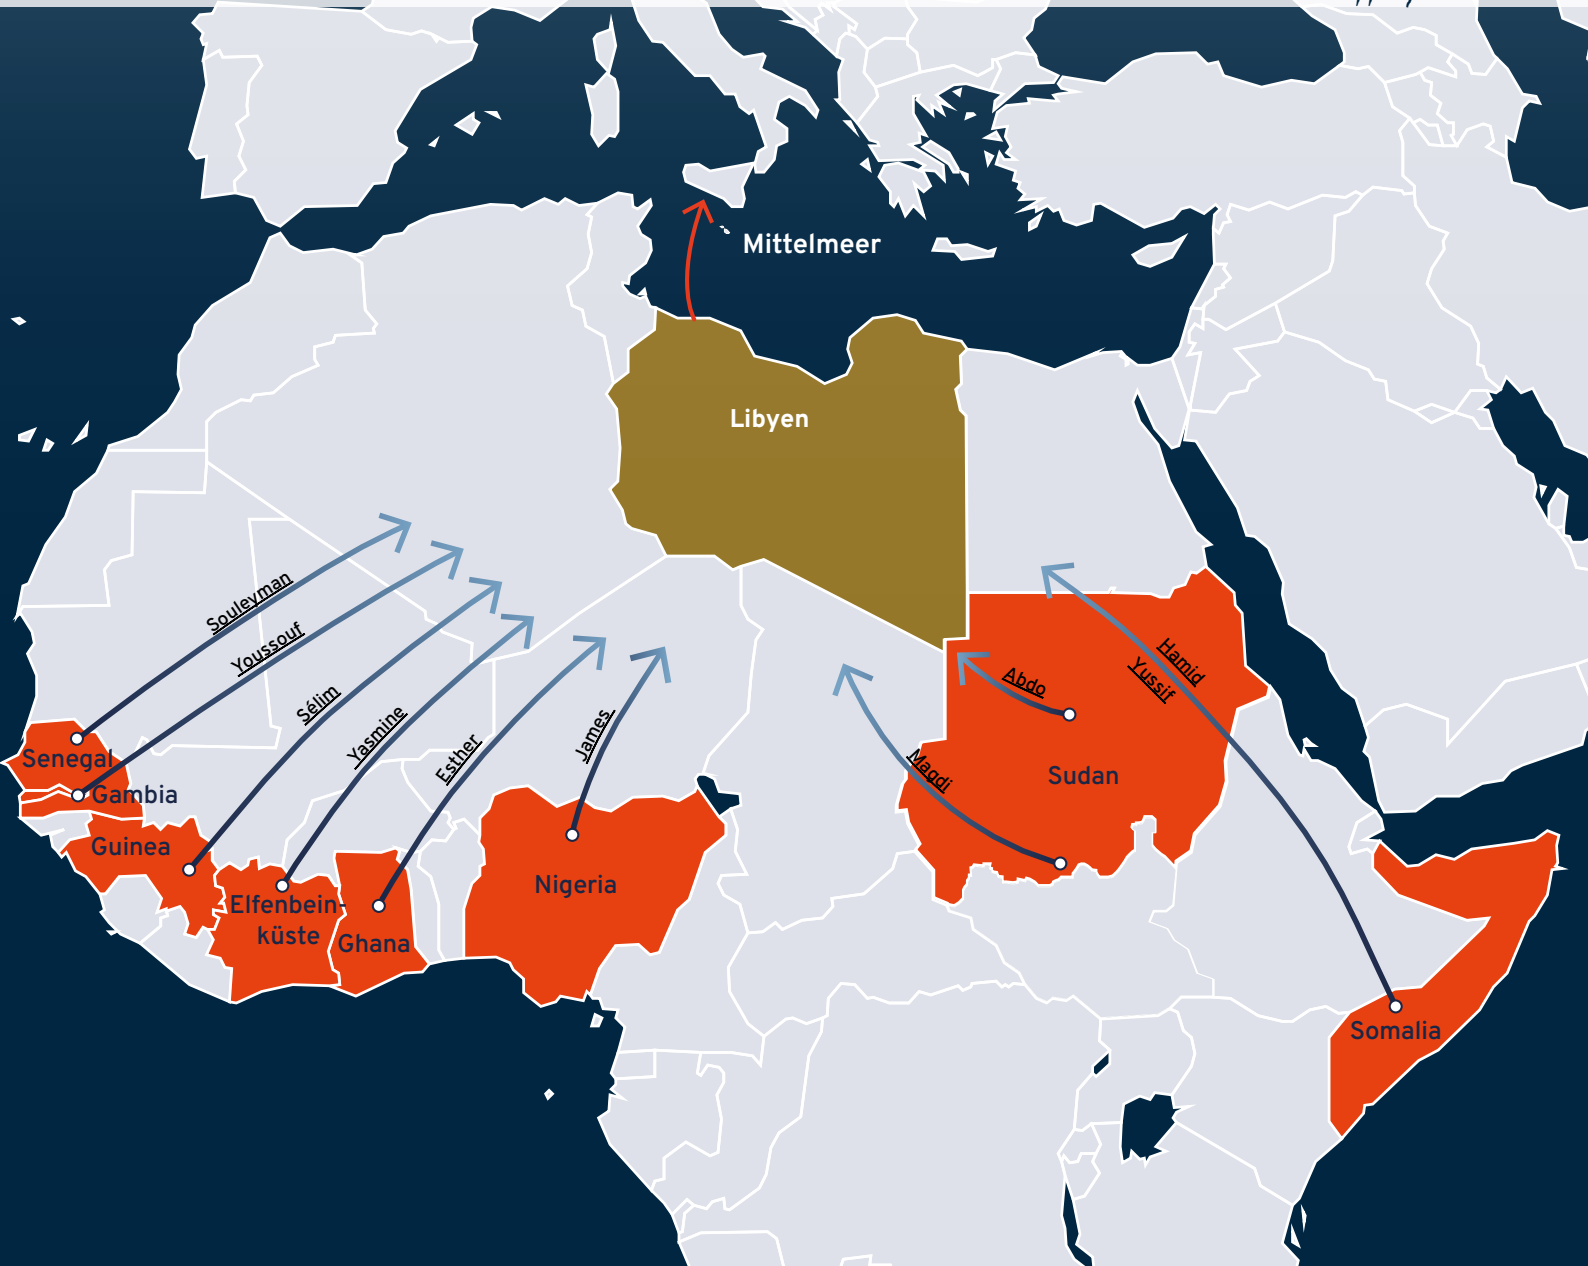 Mittelmeer
Libyen
Souleyman
Youssouf
Sélim
Yasmine
Esther
James
Magdi
Abdo
Hamid
Yussif
Senegal
Gambia
Guinea
Elfenbein-
küste
Ghana
Nigeria
Sudan
Somalia